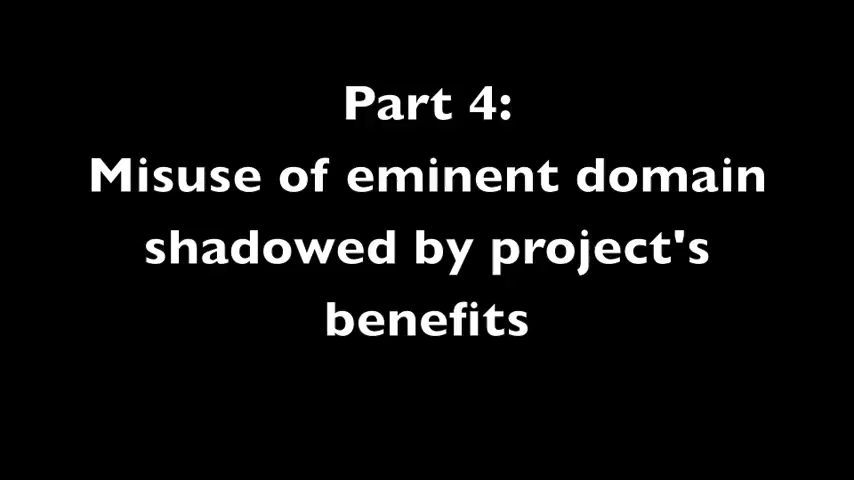 Part 4:
Misuse of eminent domain
shadowed by project's
benefits